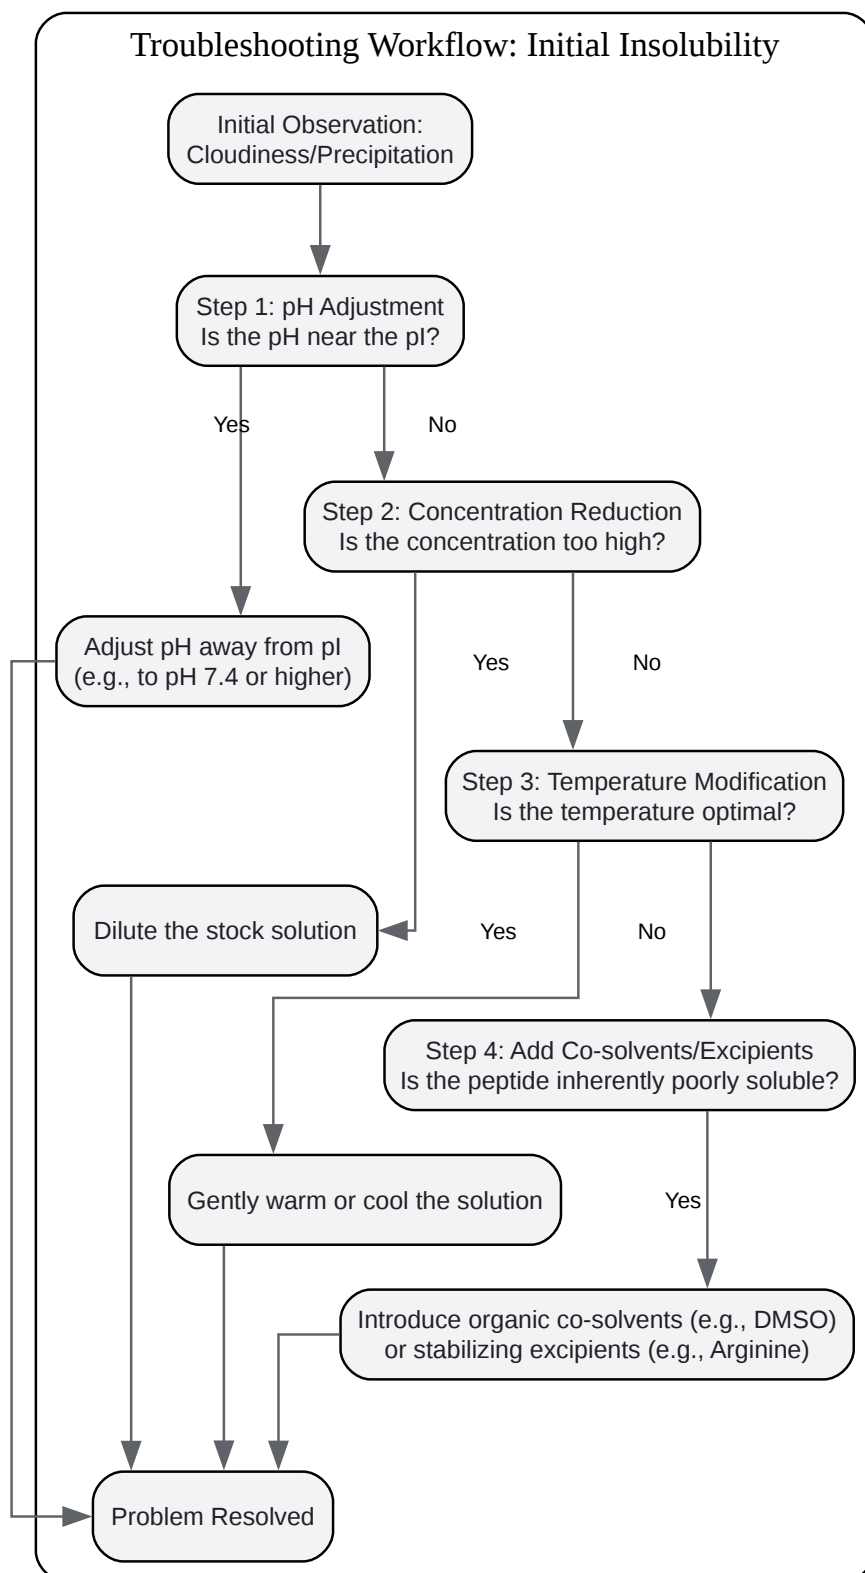 Troubleshooting Workflow: Initial Insolubility
Initial Observation:
Cloudiness/Precipitation
Step 1: pH Adjustment
Is the pH near the pI?
Yes
No
Step 2: Concentration Reduction
Is the concentration too high?
Adjust pH away from pI
(e.g., to pH 7.4 or higher)
Yes
No
Step 3: Temperature Modification
Is the temperature optimal?
Dilute the stock solution
Yes
No
Step 4: Add Co-solvents/Excipients
Is the peptide inherently poorly soluble?
Gently warm or cool the solution
Yes
Introduce organic co-solvents (e.g., DMSO)
or stabilizing excipients (e.g., Arginine)
Problem Resolved